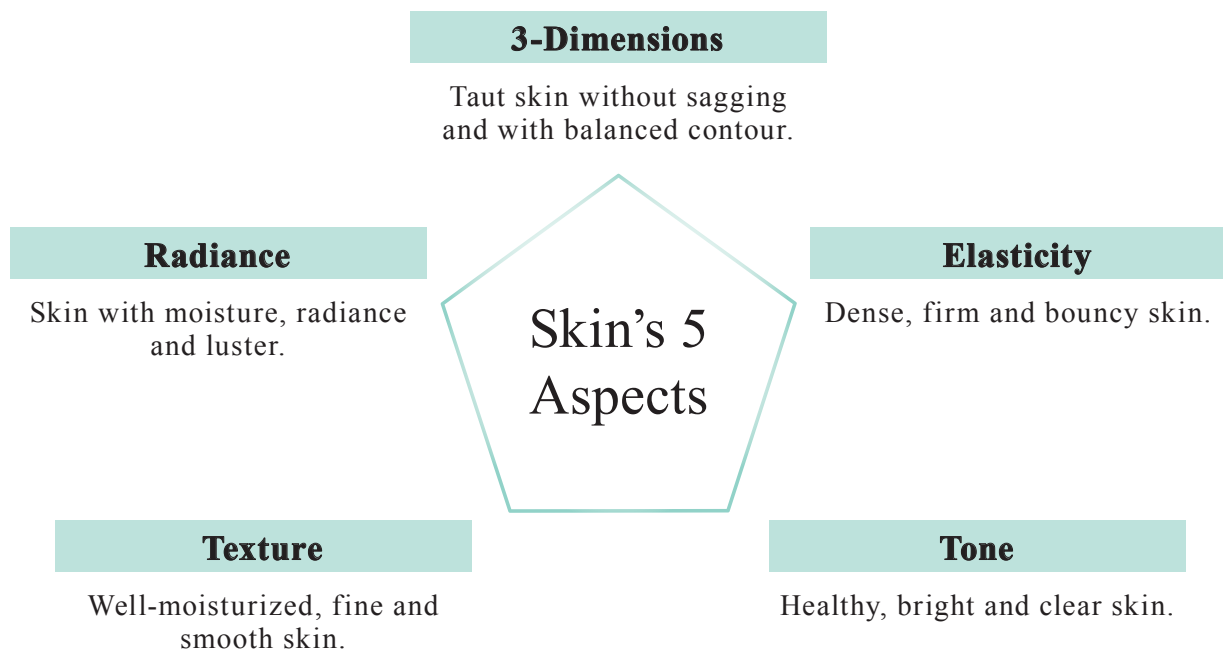 3-Dimensions
Taut skin without sagging
and with balanced contour.
Radiance
Skin with moisture, radiance
and luster.
Elasticity
Dense, firm and bouncy skin.
Skin’s 5
Aspects
Texture
Well-moisturized, fine and
smooth skin.
Tone
Healthy, bright and clear skin.